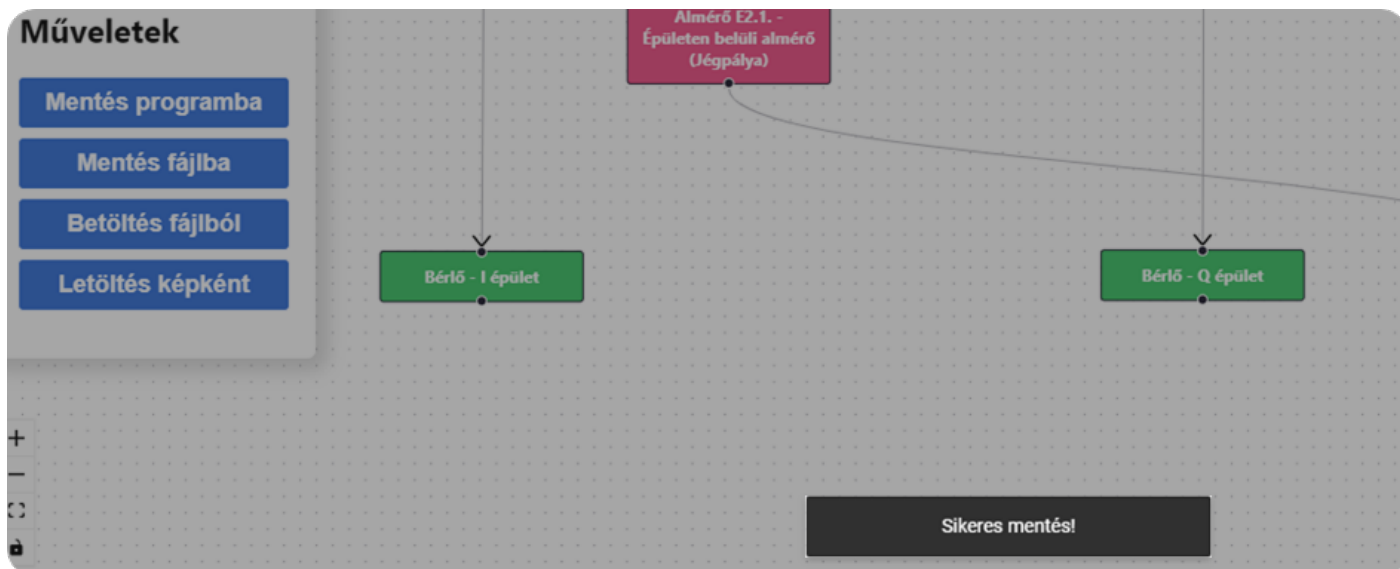 Műveletek
Mentés programba
Mentés fájlba
Betöltés fájlból
Letöltés képként
Almérő E2.1. -
Épületen belüli almérő
(Jégpálya)
Bérlő - I épület
Bérlő - Q épület
Sikeres mentés!